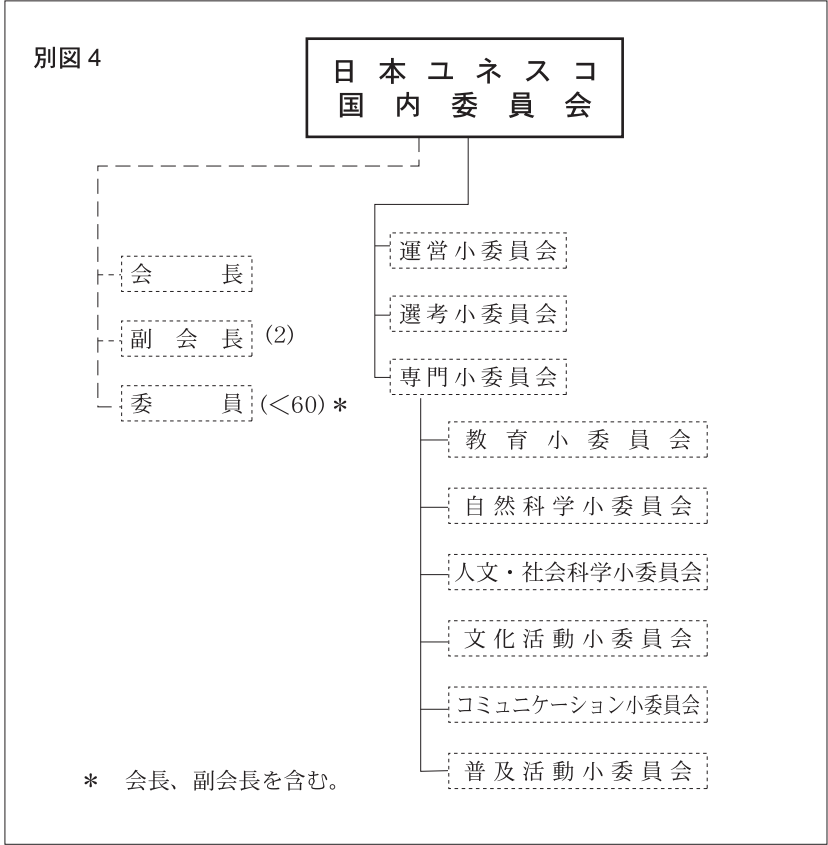 別図4
日本ユネスコ
国内委員会
会長
副会長 (2)
委員 (<60)*
運営小委員会
選考小委員会
専門小委員会
教育小委員会
自然科学小委員会
人文・社会科学小委員会
文化活動小委員会
コミュニケーション小委員会
普及活動小委員会
* 会長、副会長を含む。